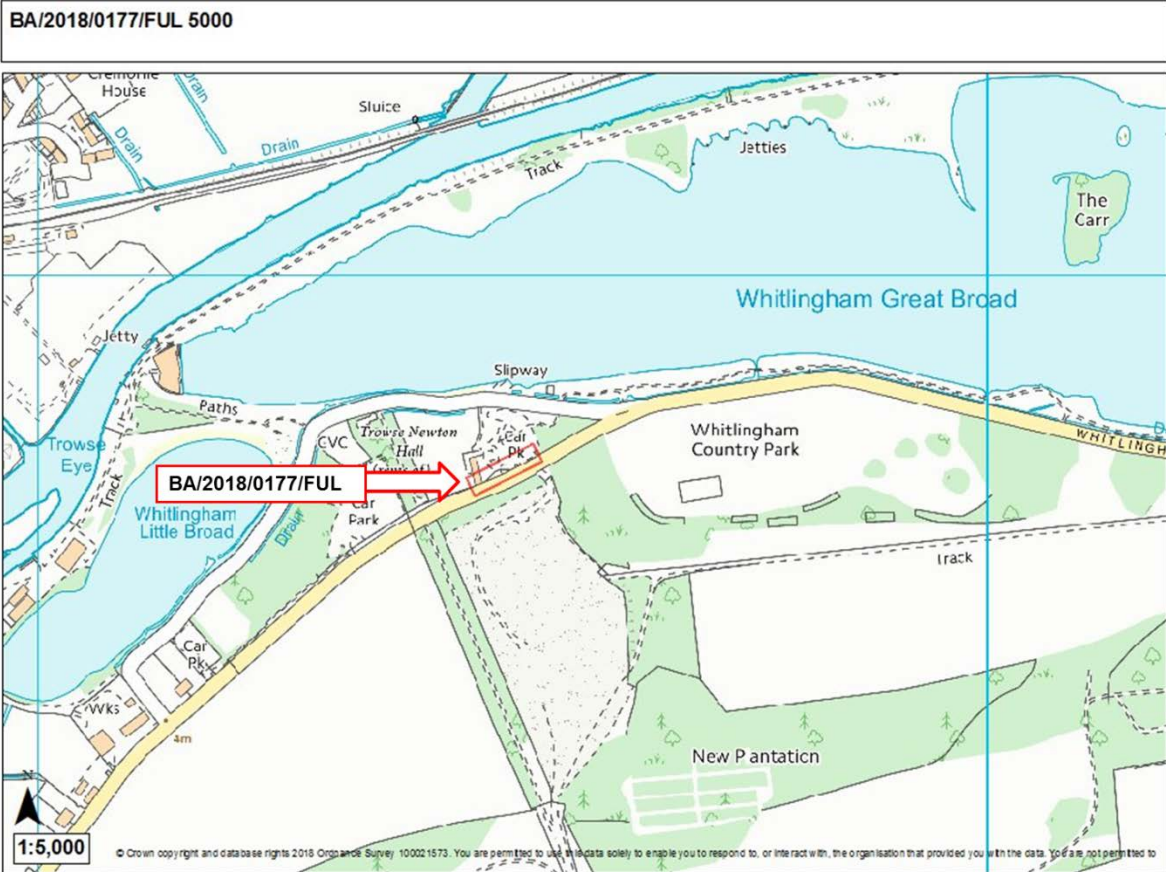 BA/2018/0177/FUL 5000
Cremorne
House
Drain
Sluice
Drain
Drain
Jetties
Track
The
Carr
Whitlingham Great Broad
Jetty
Slipway
Paths
Trowse
Eye
CVC
Trowse Newton
Hall
Car
Pk
Whitlingham
Country Park
WHITLINGH
Track
BA/2018/0177/FUL
Whitlingham
Little Broad
Drain
Car
Park
Track
Car
Pk
Wks
4m
New Plantation
N
1:5,000
© Crown copyright and database rights 2018 Ordnance Survey 100021573. You are permitted to use this data solely to enable you to respond to, or interact with, the organisation that provided you with the data. You are not permitted to